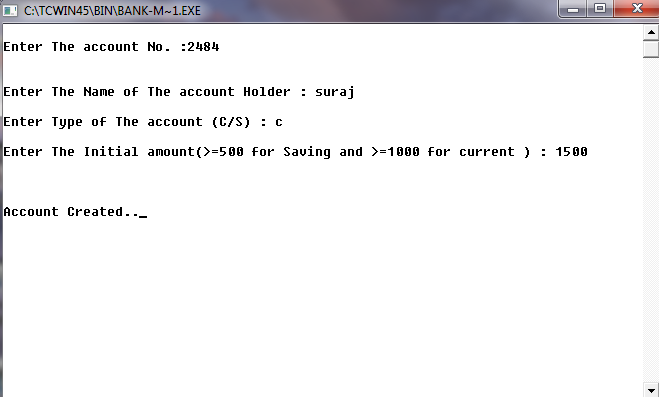 C:\TCWIN45\BIN\BANK-M~1.EXE
Enter The account No. :2484
Enter The Name of The account Holder : suraj
Enter Type of The account (C/S) : c
Enter The Initial amount(>=500 for Saving and >=1000 for current ) : 1500
Account Created.._